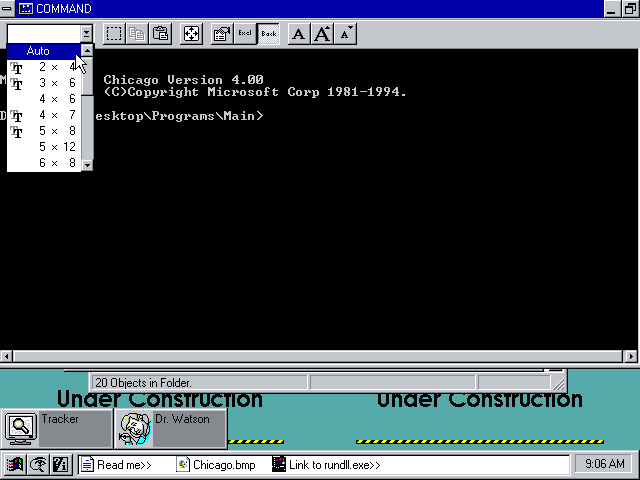 COMMAND
Excl Back A A A
Auto
2 × 4
3 × 6
4 × 6
4 × 7
5 × 8
5 × 12
6 × 8
M Chicago Version 4.00
(C)Copyright Microsoft Corp 1981-1994.
D esktop\Programs\Main>
20 Objects in Folder.
Under Construction Under Construction
Tracker Dr. Watson
Read me>> Chicago.bmp Link to rundll.exe>> 9:06 AM